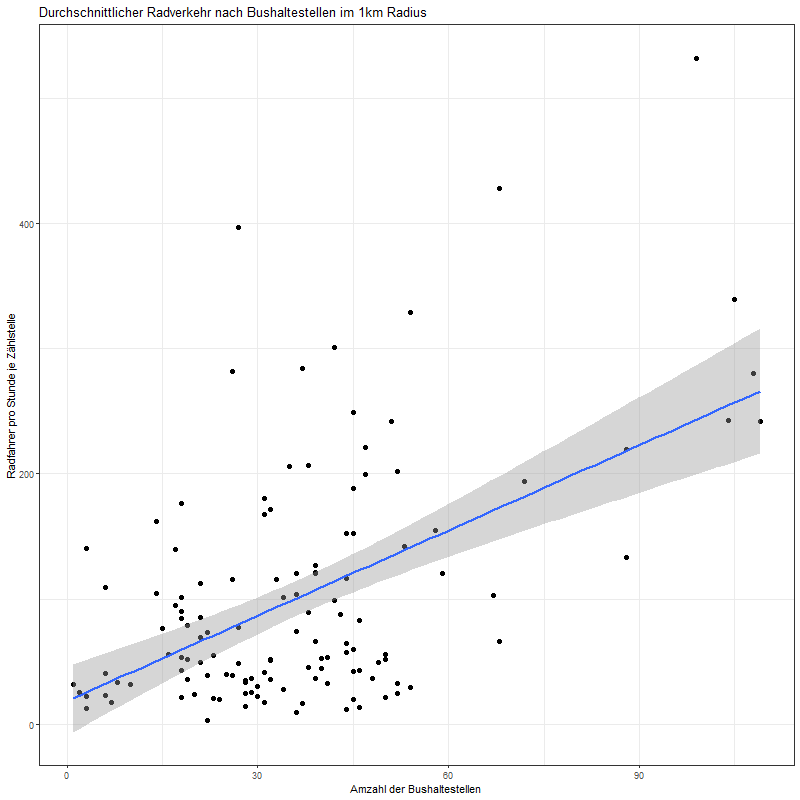 Durchschnittlicher Radverkehr nach Bushaltestellen im 1km Radius
Radfahrer pro Stunde je Zählstelle
400
200
0
0
30
60
90
Amzahl der Bushaltestellen